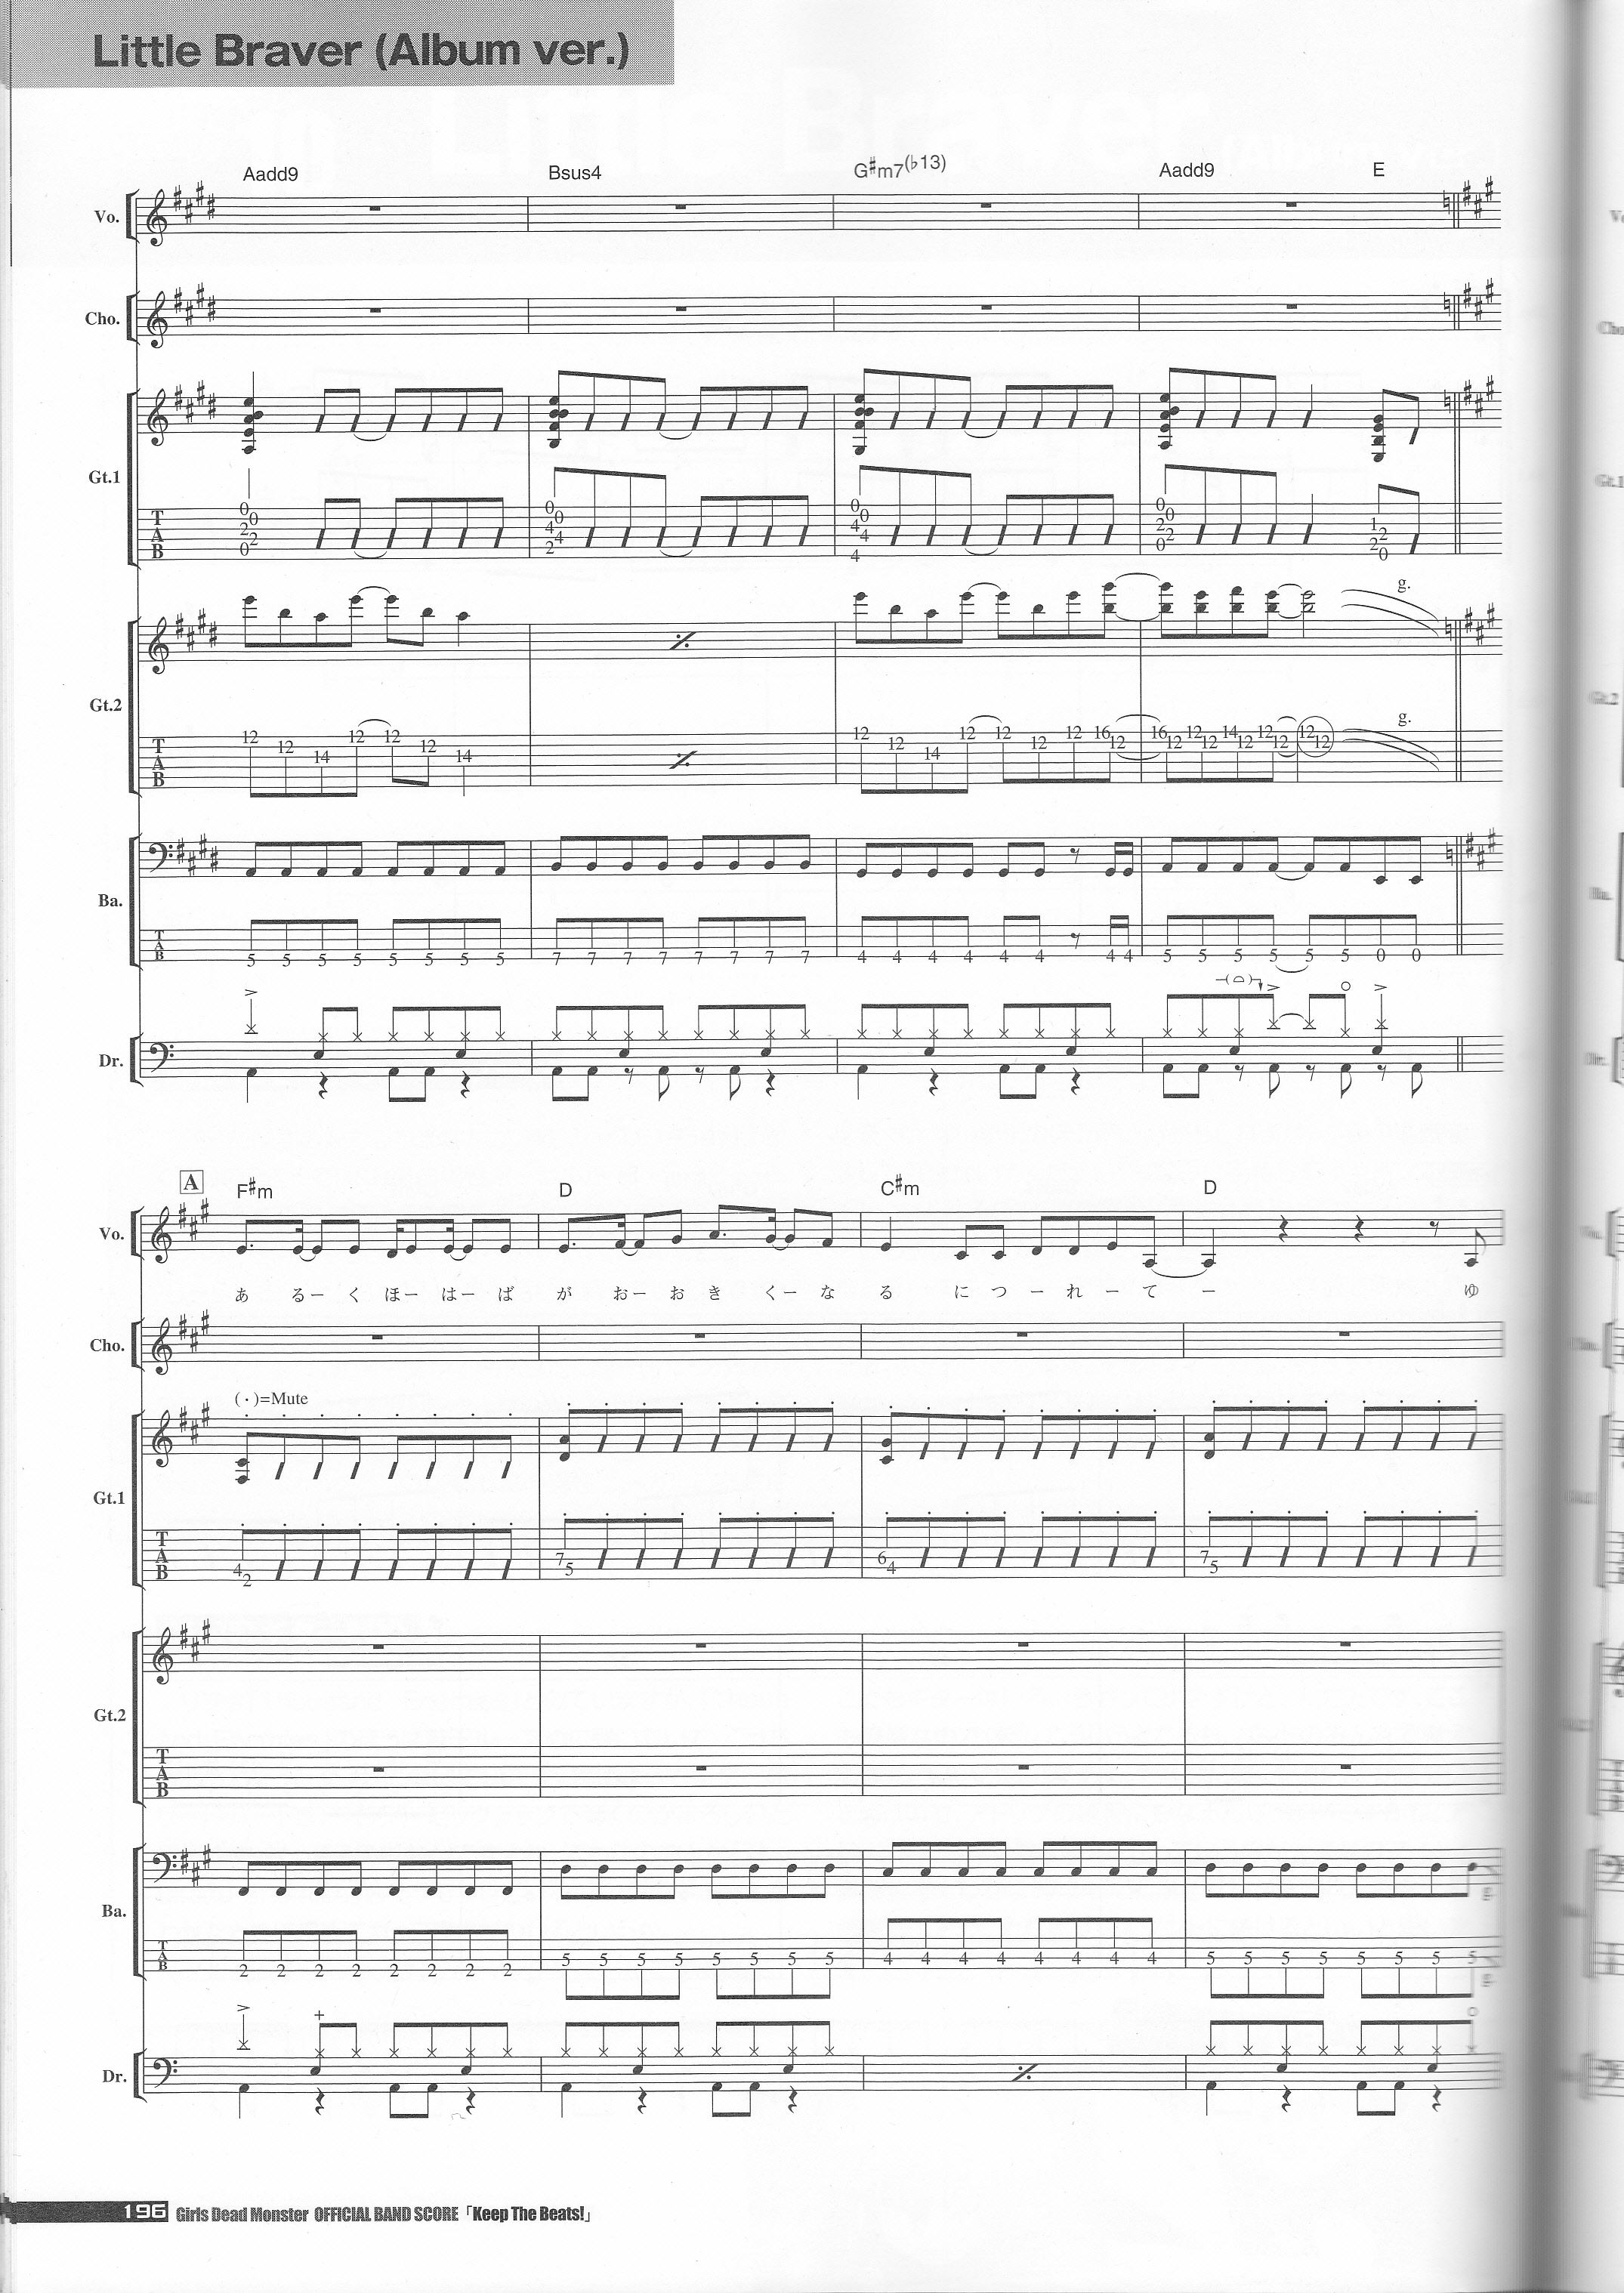 Little Braver (Album ver.)
Aadd9 Bsus4 G♯m7(♭13) Aadd9 E
Vo.
Cho.
Gt.1
T A B
0 0 2 2 0 0 0 4 4 2 0 0 4 4 4 0 0 2 2 0 1 2 2 0
g.
Gt.2
g.
T A B
12 12 14 12 12 12 14 12 12 14 12 12 12 12 16 12 16 12 12 12 14 12 12 12 12 12
Ba.
T A B
5 5 5 5 5 5 5 5 7 7 7 7 7 7 7 7 4 4 4 4 4 4 4 4 5 5 5 5 5 5 0 0
Dr.
A F♯m D C♯m D
Vo.
あ るー く ほー はー ば が おー お き くー な る に つ ー れ ー て ー ゆ
Cho.
(・)=Mute
Gt.1
T A B
4 2 7 5 6 4 7 5
Gt.2
T A B
Ba.
T A B
2 2 2 2 2 2 2 2 5 5 5 5 5 5 5 5 4 4 4 4 4 4 4 4 5 5 5 5 5 5 5 5
Dr.
196 Girls Dead Monster OFFICIAL BAND SCORE「Keep The Beats!」